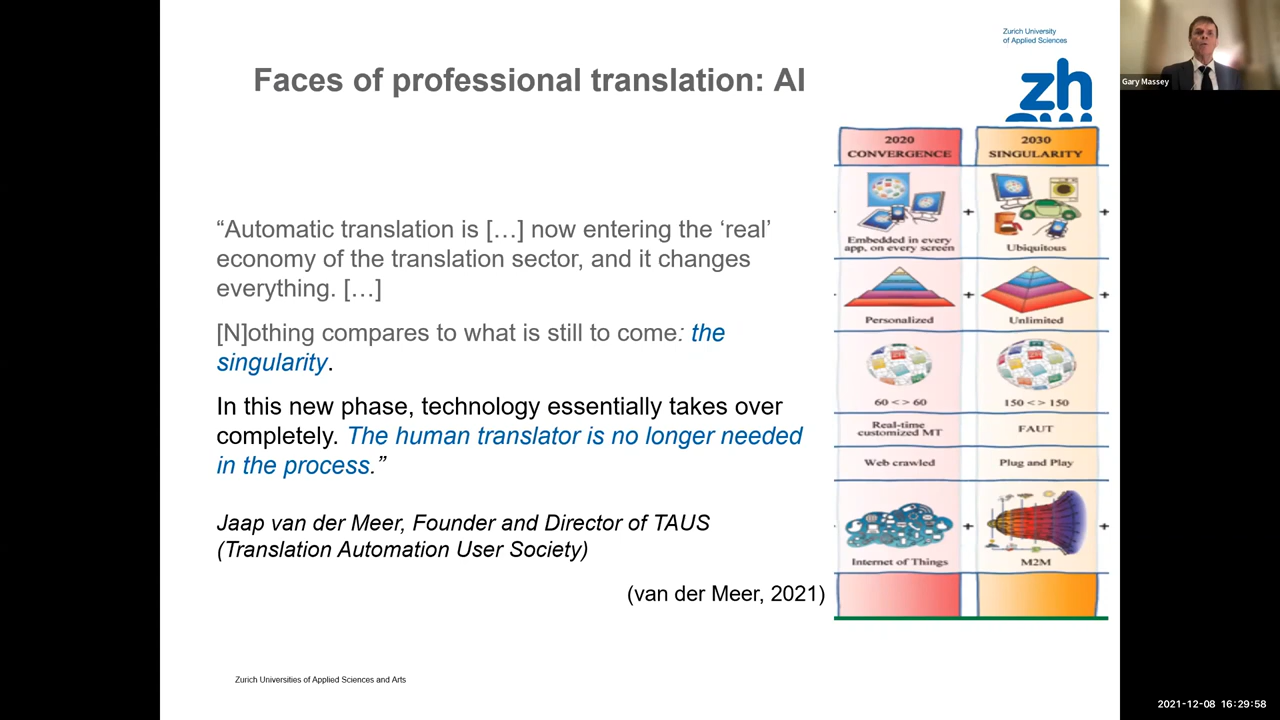 Zurich University
of Applied Sciences
zh
Gary Massey
Faces of professional translation: AI
“Automatic translation is […] now entering the ‘real’
economy of the translation sector, and it changes
everything. […]
[N]othing compares to what is still to come: the
singularity.
In this new phase, technology essentially takes over
completely. The human translator is no longer needed
in the process.”
Jaap van der Meer, Founder and Director of TAUS
(Translation Automation User Society)
(van der Meer, 2021)
2020
CONVERGENCE
2030
SINGULARITY
Embedded in every
app, on every screen
+
Ubiquitous
+
Personalized
+
Unlimited
+
60 < > 60
150 < > 150
Real-time
customized MT
FAUT
Web crawled
Plug and Play
Internet of Things
+
M2M
+
Zurich Universities of Applied Sciences and Arts
2021-12-08 16:29:58